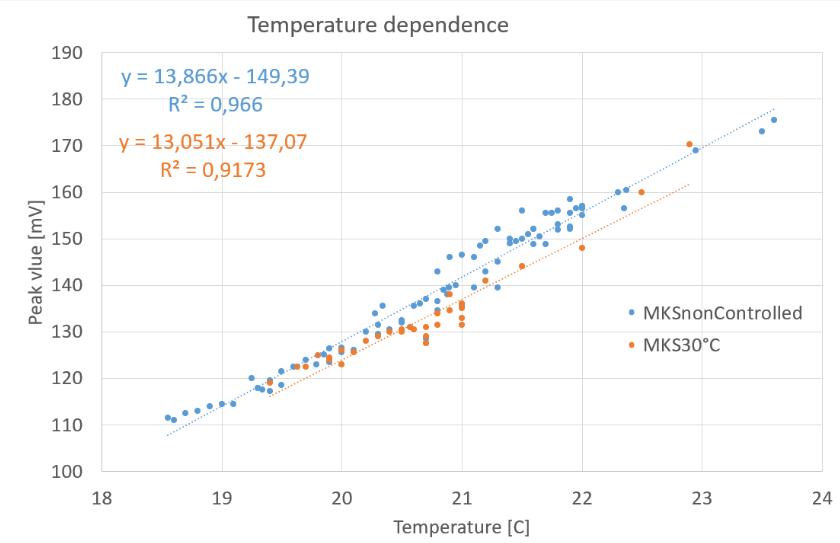 Temperature dependence
y = 13,866x - 149,39
R² = 0,966
y = 13,051x - 137,07
R² = 0,9173
190
180
170
160
150
140
130
120
110
100
Peak vlue [mV]
MKSnonControlled
MKS30°C
18 19 20 21 22 23 24
Temperature [C]